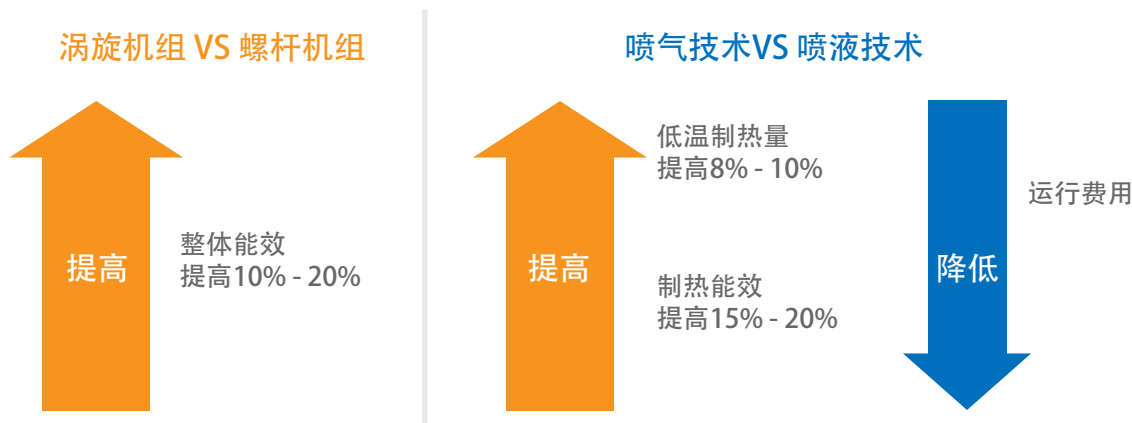 涡旋机组 VS 螺杆机组
提高
整体能效
提高10% - 20%
喷气技术VS 喷液技术
提高
低温制热量
提高8% - 10%
制热能效
提高15% - 20%
降低
运行费用